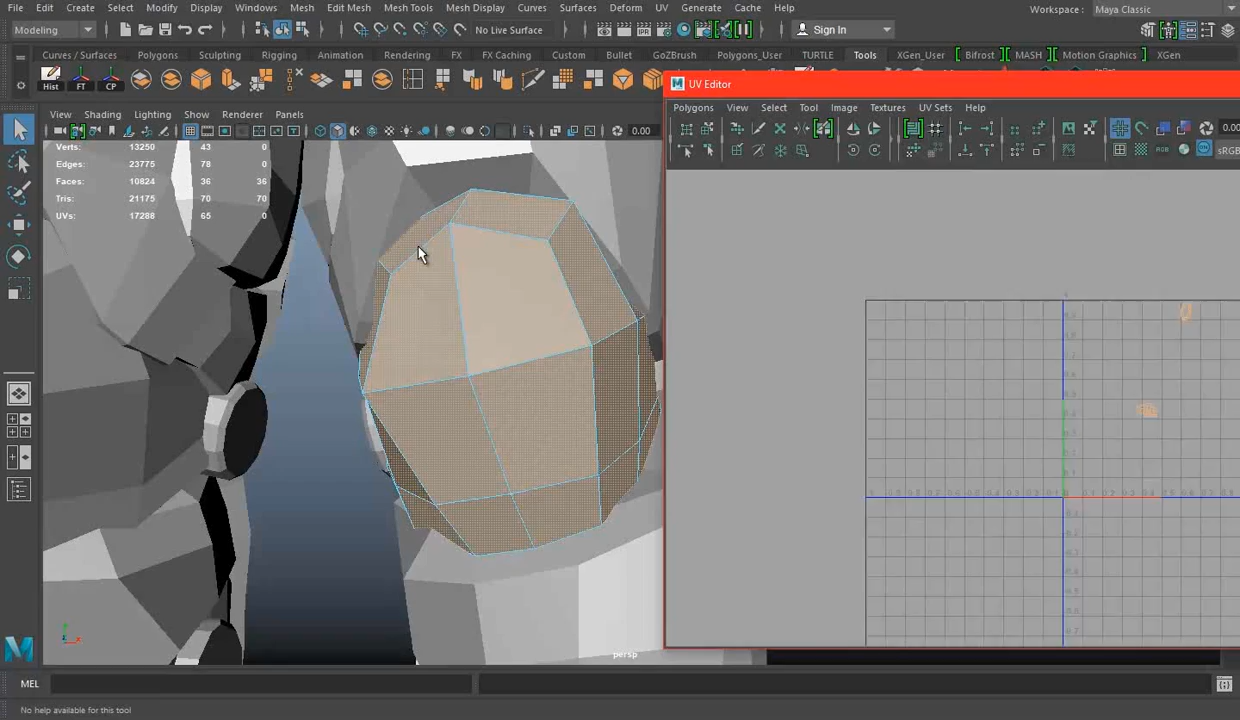 File Edit Create Select Modify Display Windows Mesh Edit Mesh Mesh Tools Mesh Display Curves Surfaces Deform UV Generate Cache Help Workspace : Maya Classic
Modeling No Live Surface Sign In
Curves / Surfaces Polygons Sculpting Rigging Animation Rendering FX FX Caching Custom Bullet GoZBrush Polygons_User TURTLE Tools XGen_User Bifrost MASH Motion Graphics XGen
Hist FT CP
UV Editor
Polygons View Select Tool Image Textures UV Sets Help
View Shading Lighting Show Renderer Panels
0.00
0.00
RGB sRGB
Verts: 13250 43 0
Edges: 23775 78 0
Faces: 10824 36 36
Tris: 21175 70 70
UVs: 17288 65 0
persp
MEL
No help available for this tool